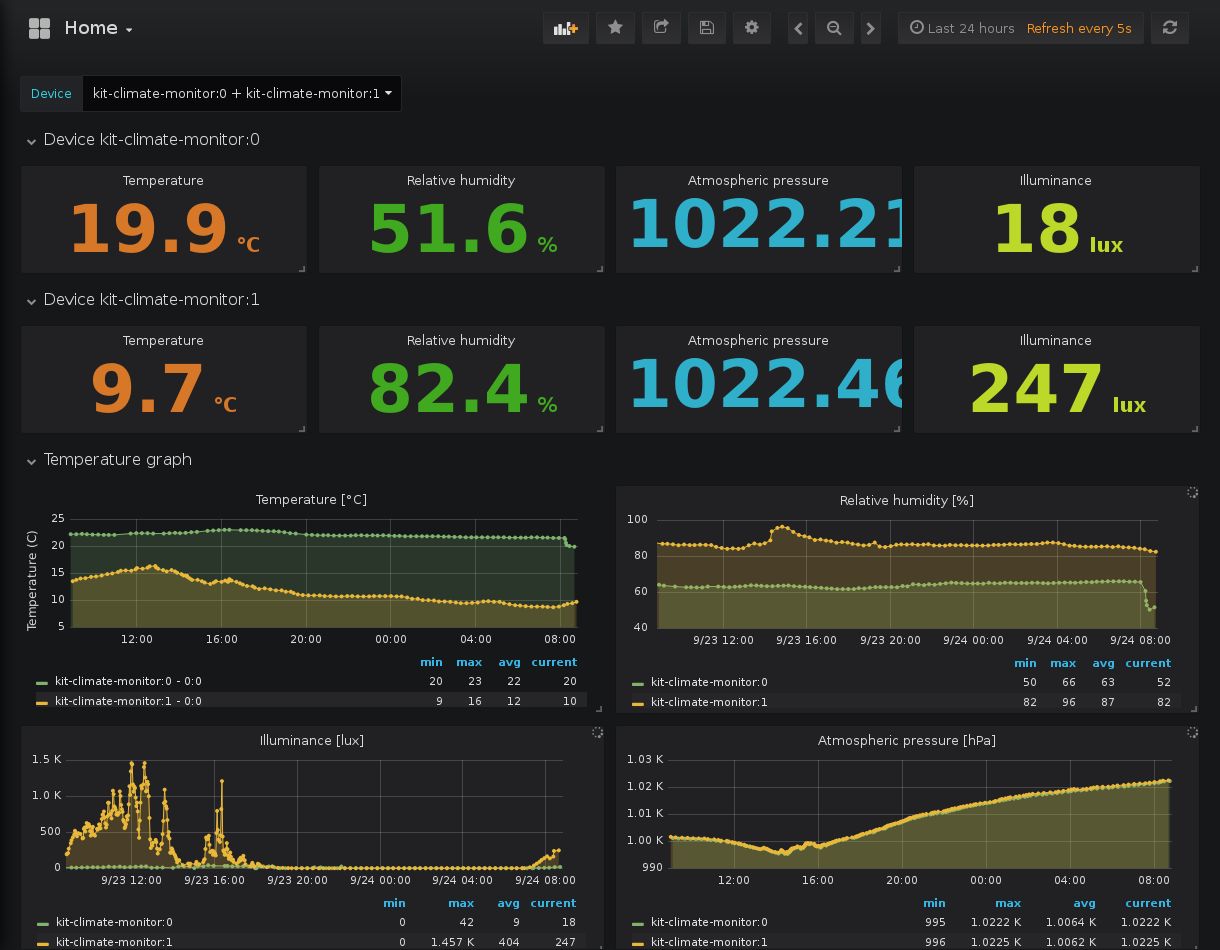 Home
Last 24 hours Refresh every 5s
Device kit-climate-monitor:0 + kit-climate-monitor:1
Device kit-climate-monitor:0
Temperature
19.9 °C
Relative humidity
51.6 %
Atmospheric pressure
1022.21
Illuminance
18 lux
Device kit-climate-monitor:1
Temperature
9.7 °C
Relative humidity
82.4 %
Atmospheric pressure
1022.46
Illuminance
247 lux
Temperature graph
Temperature [°C]
Temperature (C)
25
20
15
10
5
12:00 16:00 20:00 00:00 04:00 08:00
min max avg current
kit-climate-monitor:0 - 0:0 20 23 22 20
kit-climate-monitor:1 - 0:0 9 16 12 10
Relative humidity [%]
100
80
60
40
9/23 12:00 9/23 16:00 9/23 20:00 9/24 00:00 9/24 04:00 9/24 08:00
min max avg current
kit-climate-monitor:0 50 66 63 52
kit-climate-monitor:1 82 96 87 82
Illuminance [lux]
1.5 K
1.0 K
500
0
9/23 12:00 9/23 16:00 9/23 20:00 9/24 00:00 9/24 04:00 9/24 08:00
min max avg current
kit-climate-monitor:0 0 42 9 18
kit-climate-monitor:1 0 1.457 K 404 247
Atmospheric pressure [hPa]
1.03 K
1.02 K
1.01 K
1.00 K
990
12:00 16:00 20:00 00:00 04:00 08:00
min max avg current
kit-climate-monitor:0 995 1.0222 K 1.0064 K 1.0222 K
kit-climate-monitor:1 996 1.0225 K 1.0062 K 1.0225 K